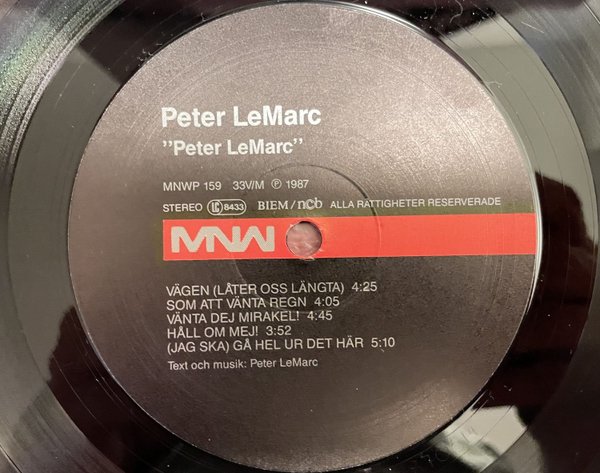 Peter LeMarc
”Peter LeMarc”
MNWP 159 33V/M ℗ 1987
STEREO LC 8433 BIEM/ncb ALLA RÄTTIGHETER RESERVERADE
MNW
VÄGEN (LÅTER OSS LÄNGTA) 4:25
SOM ATT VÄNTA REGN 4:05
VÄNTA DEJ MIRAKEL! 4:45
HÅLL OM MEJ! 3:52
(JAG SKA) GÅ HEL UR DET HÄR 5:10
Text och musik: Peter LeMarc